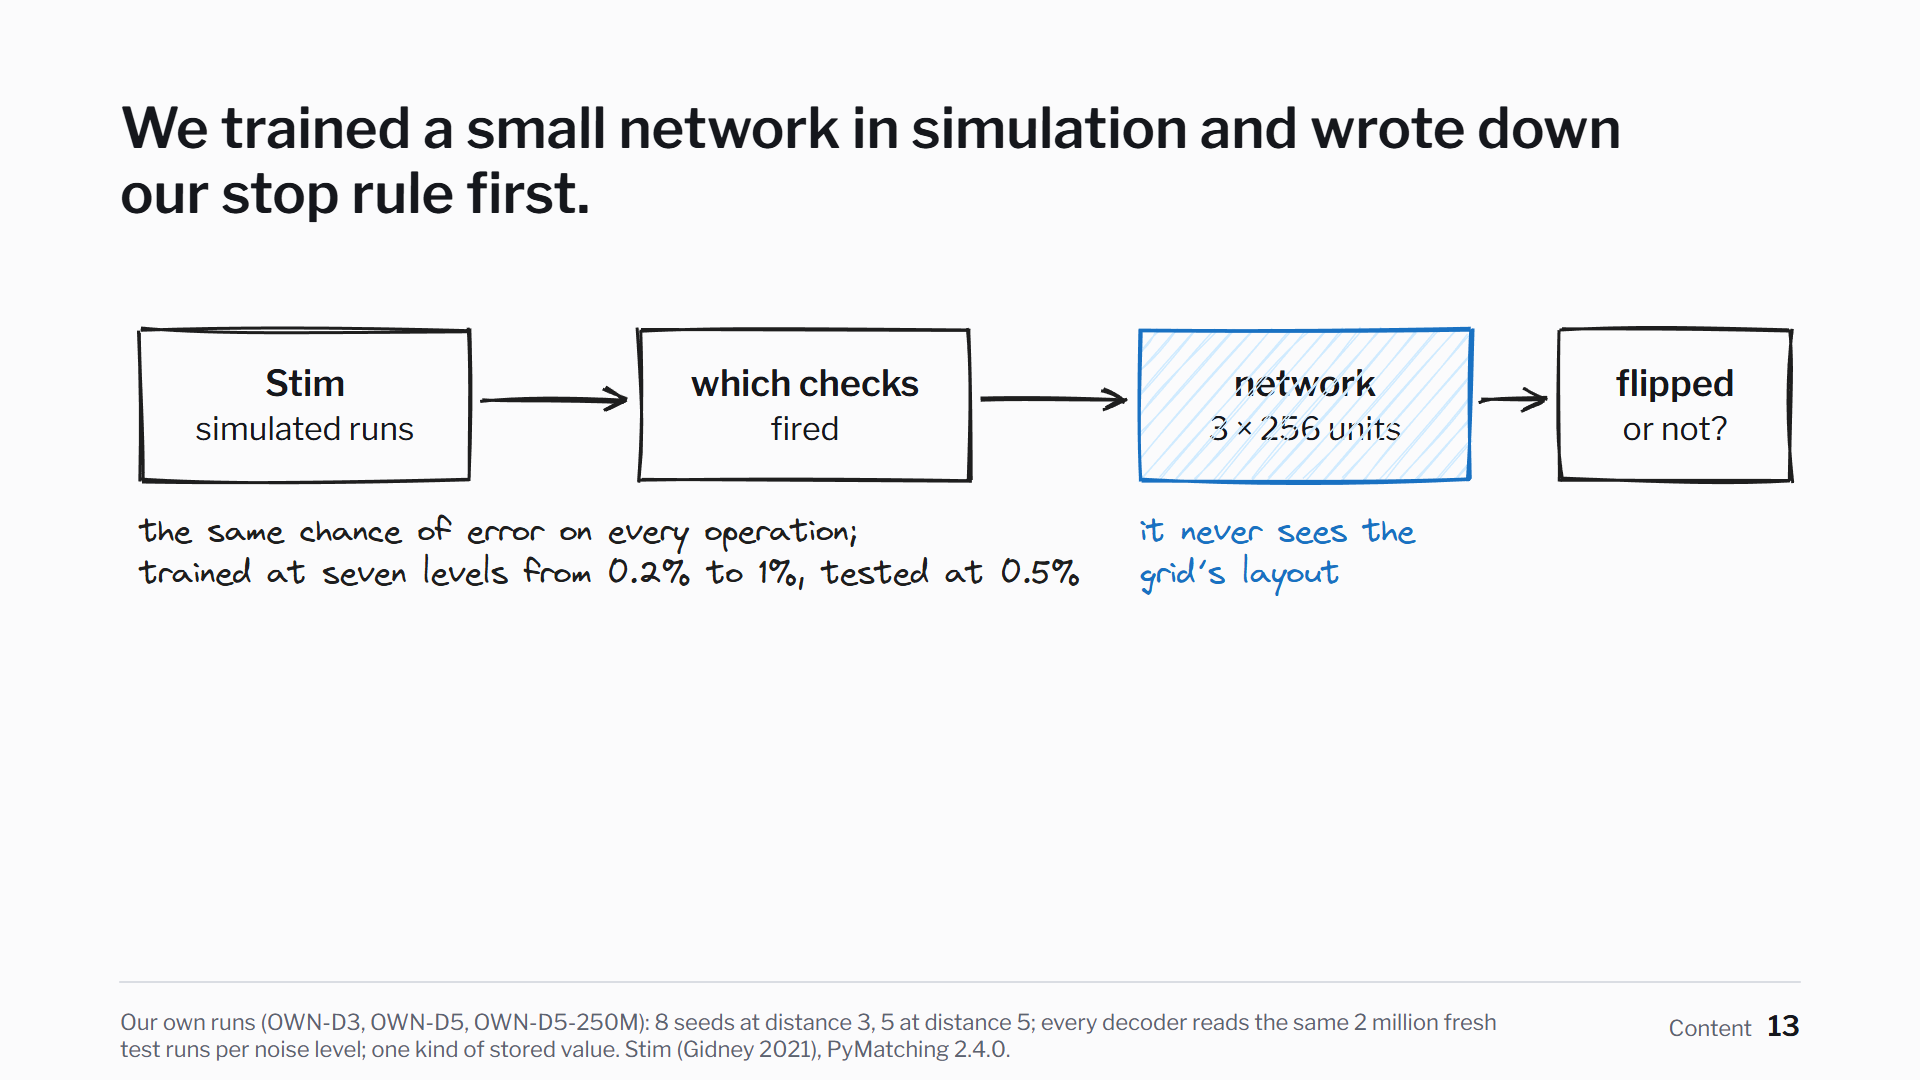 We trained a small network in simulation and wrote down
our stop rule first.
Stim
simulated runs
which checks
fired
network
3 × 256 units
flipped
or not?
the same chance of error on every operation;
trained at seven levels from 0.2% to 1%, tested at 0.5%
it never sees the
grid's layout
Our own runs (OWN-D3, OWN-D5, OWN-D5-250M): 8 seeds at distance 3, 5 at distance 5; every decoder reads the same 2 million fresh
test runs per noise level; one kind of stored value. Stim (Gidney 2021), PyMatching 2.4.0.
Content 13